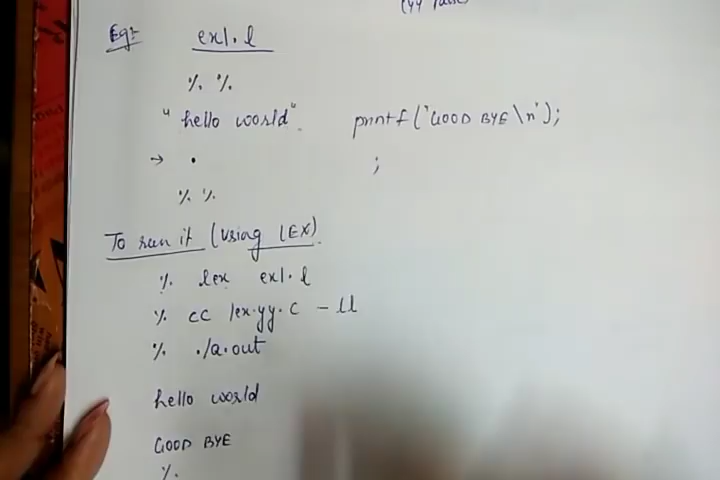 (yy
Eg:- ex1.l
% %
"hello world" printf("GOOD BYE\n");
→ . ;
% %
To run it (using LEX).
% lex ex1.l
% cc lex.yy.c -ll
% ./a.out
hello world
GOOD BYE
%